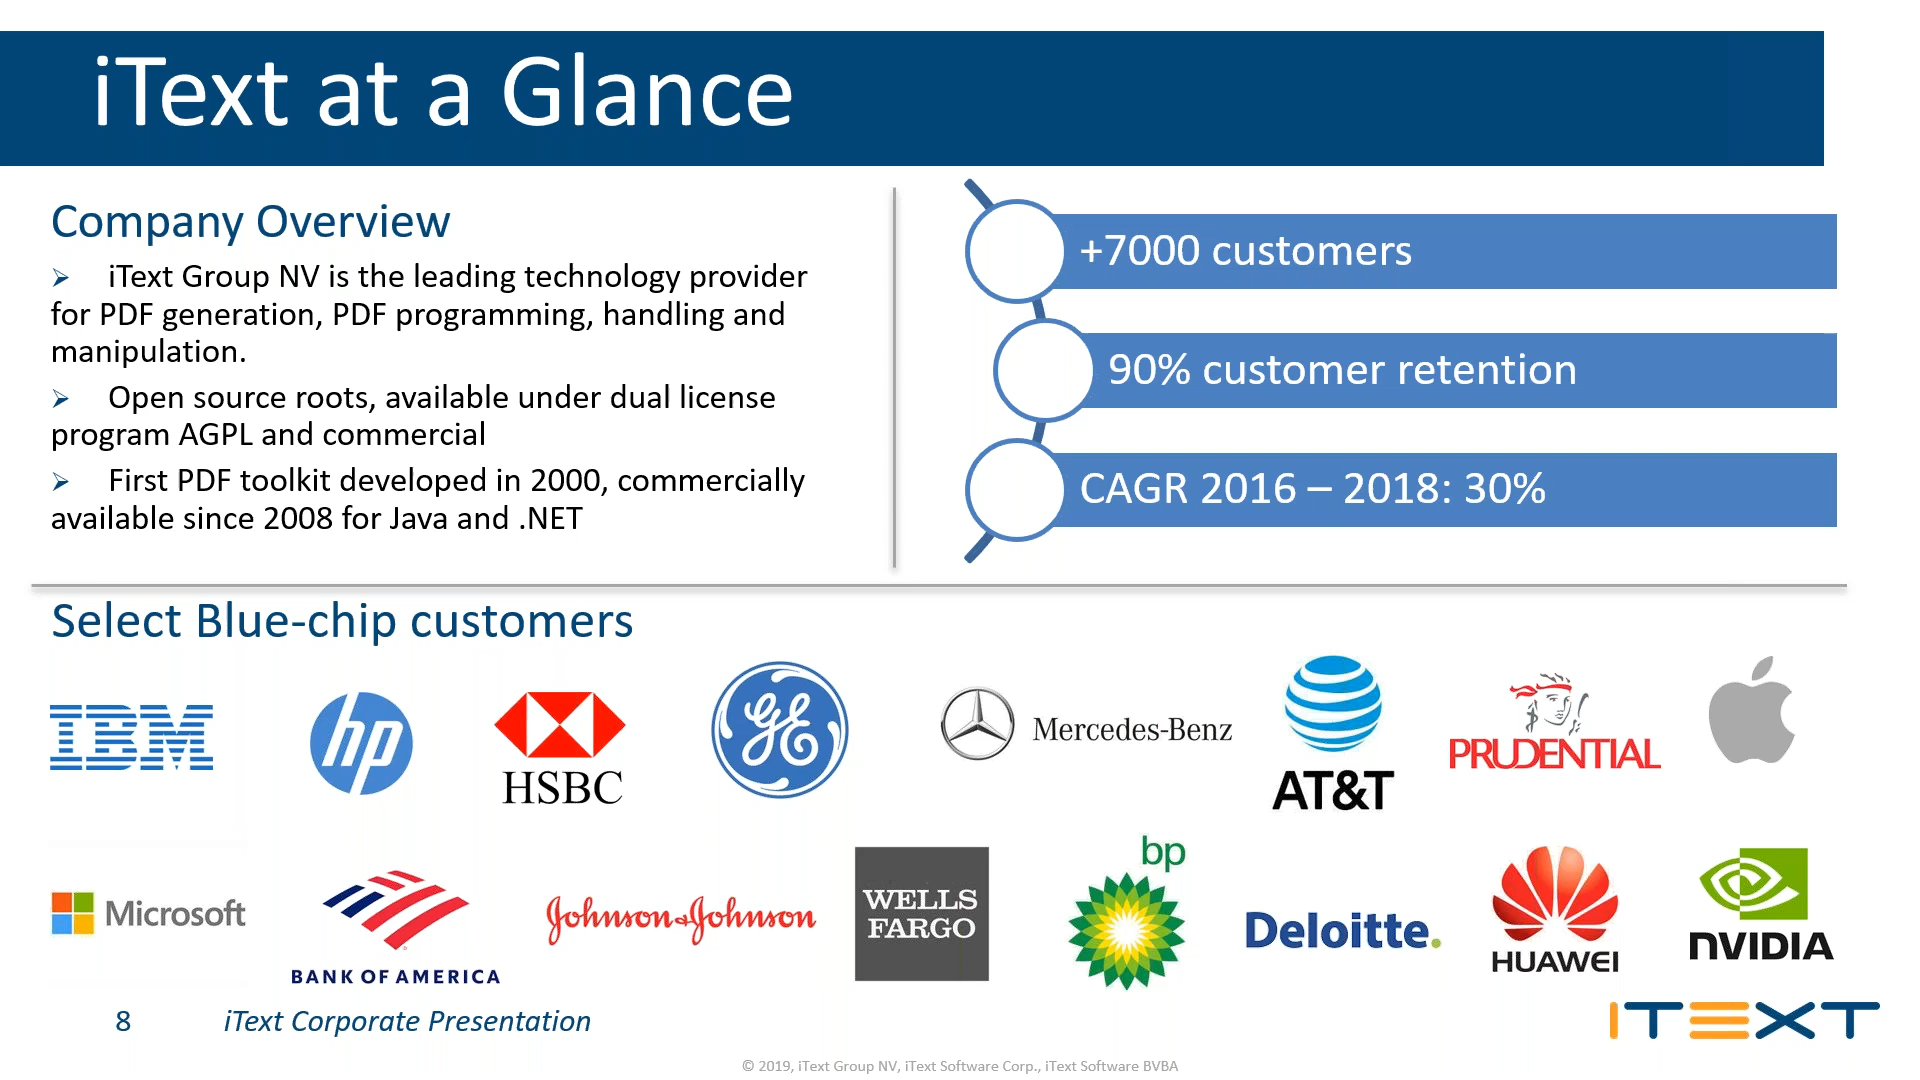 iText at a Glance
Company Overview
➢ iText Group NV is the leading technology provider
for PDF generation, PDF programming, handling and
manipulation.
➢ Open source roots, available under dual license
program AGPL and commercial
➢ First PDF toolkit developed in 2000, commercially
available since 2008 for Java and .NET
+7000 customers
90% customer retention
CAGR 2016 – 2018: 30%
Select Blue-chip customers
IBM
hp
HSBC
GE
Mercedes-Benz
AT&T
PRUDENTIAL
Microsoft
BANK OF AMERICA
Johnson & Johnson
WELLS
FARGO
bp
Deloitte.
HUAWEI
NVIDIA
8
iText Corporate Presentation
ITEXT
© 2019, iText Group NV, iText Software Corp., iText Software BVBA